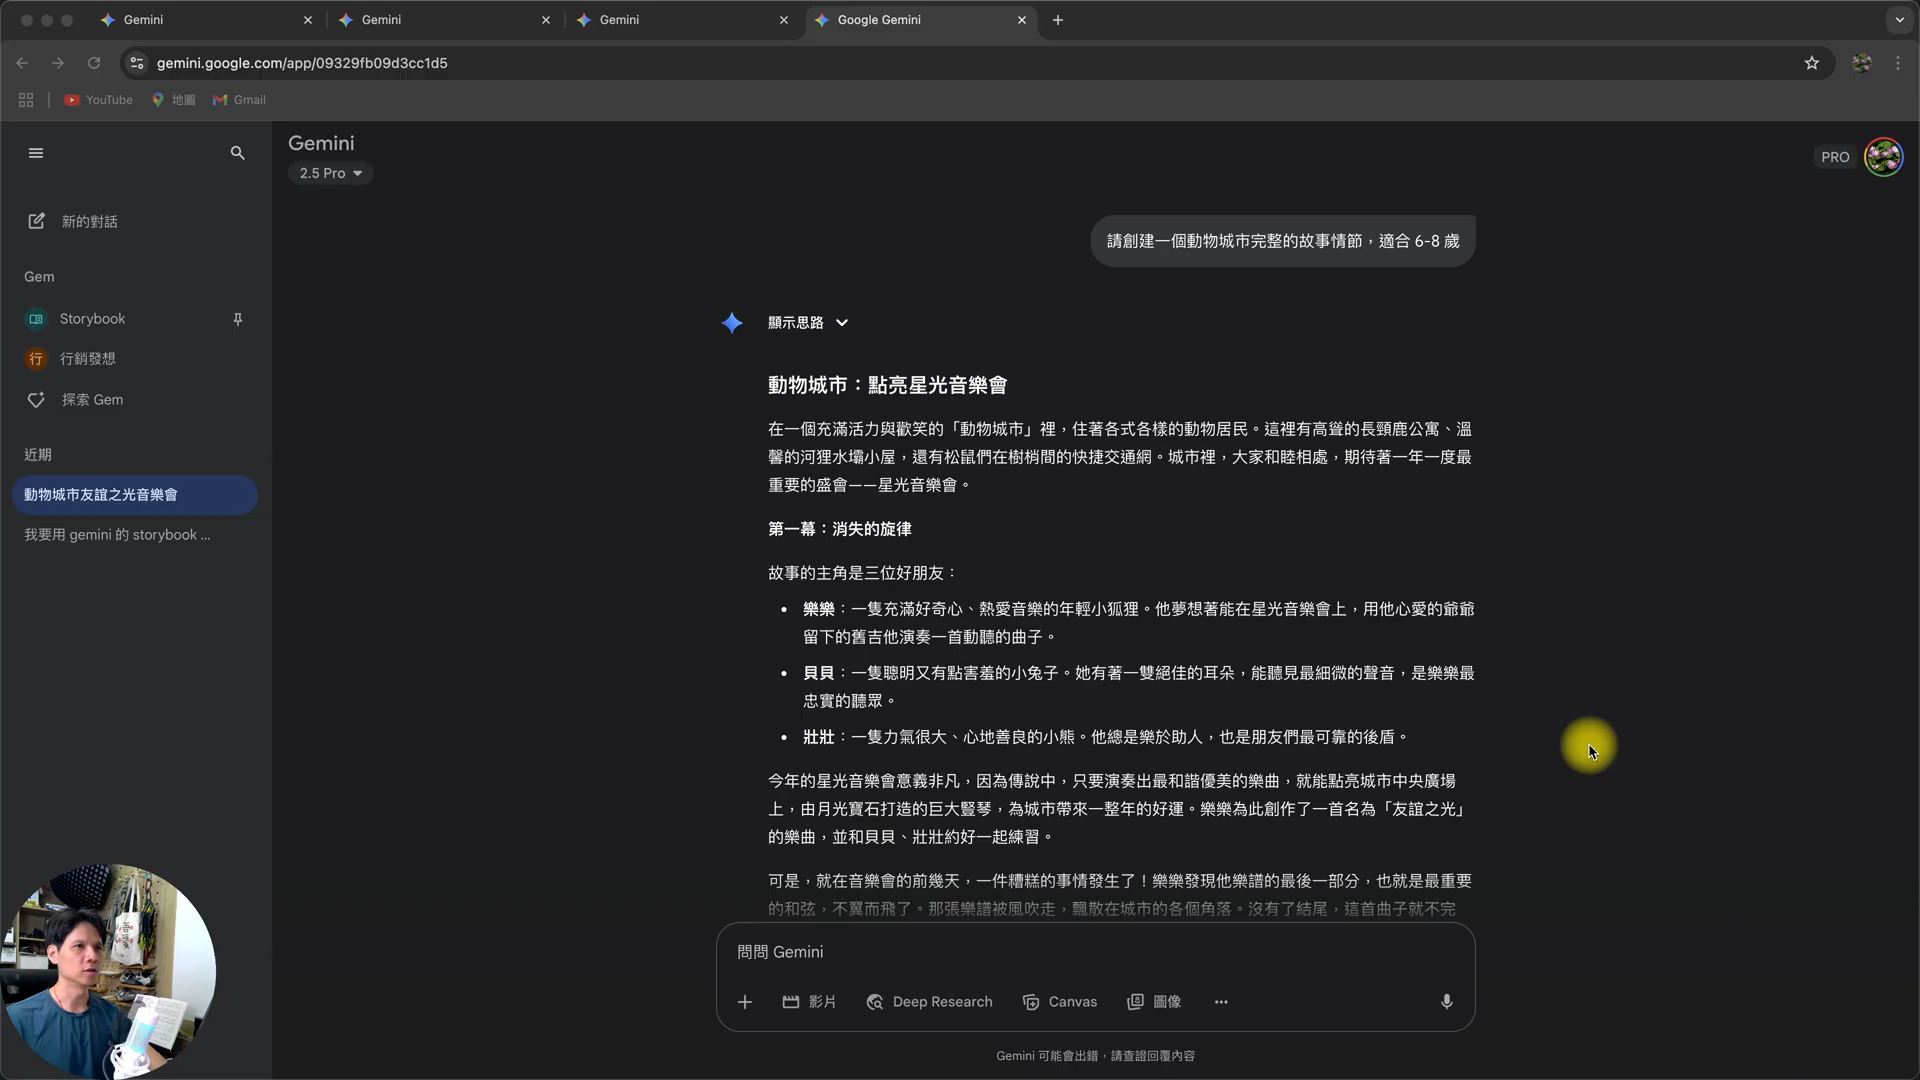 Gemini
Gemini
Gemini
Google Gemini
gemini.google.com/app/09329fb09d3cc1d5
YouTube
地圖
Gmail
Gemini
2.5 Pro
PRO
新的對話
Gem
Storybook
行 行銷發想
探索 Gem
近期
動物城市友誼之光音樂會
我要用 gemini 的 storybook ...
請創建一個動物城市完整的故事情節，適合 6-8 歲
顯示思路
動物城市：點亮星光音樂會
在一個充滿活力與歡笑的「動物城市」裡，住著各式各樣的動物居民。這裡有高聳的長頸鹿公寓、溫
馨的河狸水壩小屋，還有松鼠們在樹梢間的快捷交通網。城市裡，大家和睦相處，期待著一年一度最
重要的盛會——星光音樂會。
第一幕：消失的旋律
故事的主角是三位好朋友：
• 樂樂：一隻充滿好奇心、熱愛音樂的年輕小狐狸。他夢想著能在星光音樂會上，用他心愛的爺爺
留下的舊吉他演奏一首動聽的曲子。
• 貝貝：一隻聰明又有點害羞的小兔子。她有著一雙絕佳的耳朵，能聽見最細微的聲音，是樂樂最
忠實的聽眾。
• 壯壯：一隻力氣很大、心地善良的小熊。他總是樂於助人，也是朋友們最可靠的後盾。
今年的星光音樂會意義非凡，因為傳說中，只要演奏出最和諧優美的樂曲，就能點亮城市中央廣場
上，由月光寶石打造的巨大豎琴，為城市帶來一整年的好運。樂樂為此創作了一首名為「友誼之光」
的樂曲，並和貝貝、壯壯約好一起練習。
可是，就在音樂會的前幾天，一件糟糕的事情發生了！樂樂發現他樂譜的最後一部分，也就是最重要
的和弦，不翼而飛了。那張樂譜被風吹走，飄散在城市的各個角落。沒有了結尾，這首曲子就不完
問問 Gemini
影片
Deep Research
Canvas
圖像
Gemini 可能會出錯，請查證回覆內容